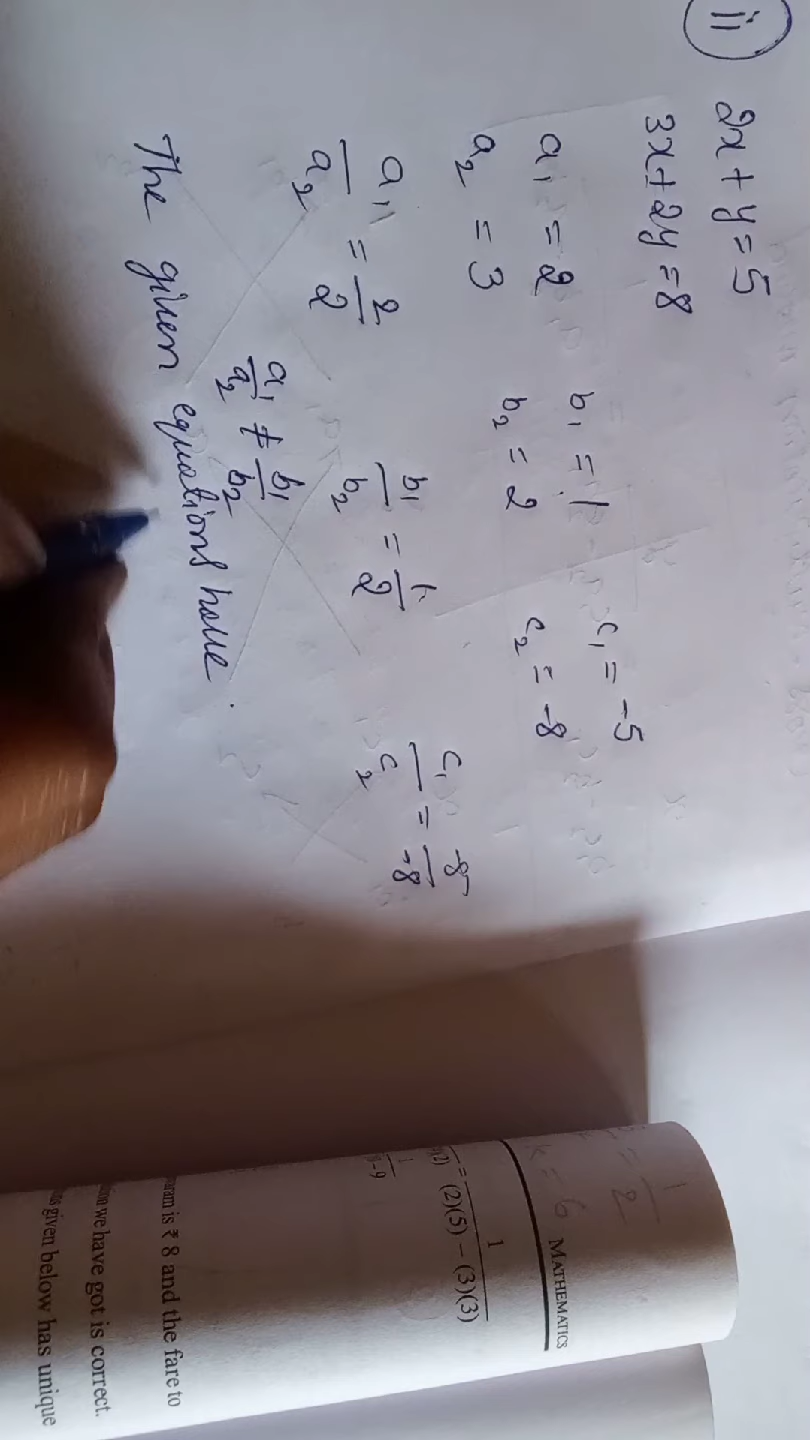 ii
2x + y = 5
3x + 2y = 8
a₁ = 2 b₁ = 1 c₁ = -5
a₂ = 3 b₂ = 2 c₂ = -8
a₁/a₂ = 2/2 b₁/b₂ = 1/2 c₁/c₂ = -5/-8
a₁/a₂ ≠ b₁/b₂
The given equations have
MATHEMATICS
1
(2)(5) − (3)(3)
is ₹ 8 and the fare to
we have got is correct.
given below has unique